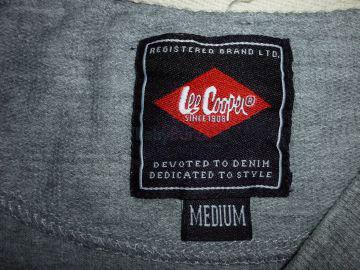 REGISTERED BRAND LTD.
Lee Cooper®
SINCE 1908
DEVOTED TO DENIM
DEDICATED TO STYLE
MEDIUM